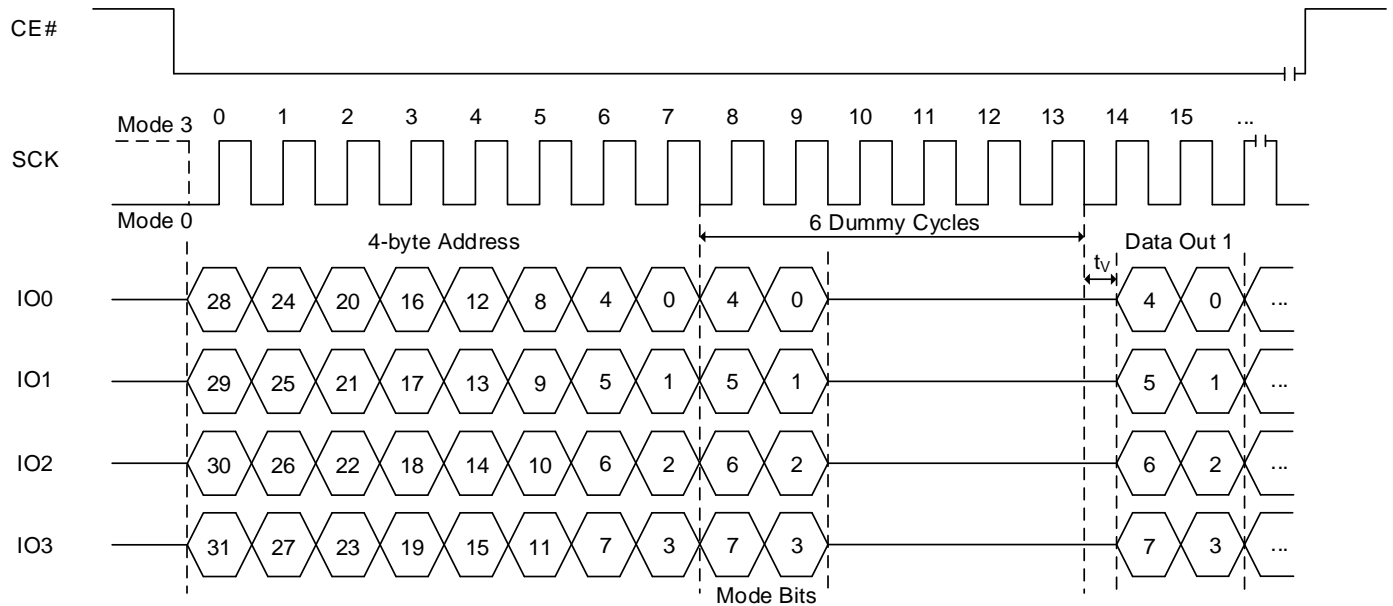 CE#
Mode 3
0 1 2 3 4 5 6 7 8 9 10 11 12 13 14 15 ...
SCK
Mode 0
6 Dummy Cycles
4-byte Address
Data Out 1
tV
IO0 28 24 20 16 12 8 4 0 4 0 4 0 ...
IO1 29 25 21 17 13 9 5 1 5 1 5 1 ...
IO2 30 26 22 18 14 10 6 2 6 2 6 2 ...
IO3 31 27 23 19 15 11 7 3 7 3 7 3 ...
Mode Bits